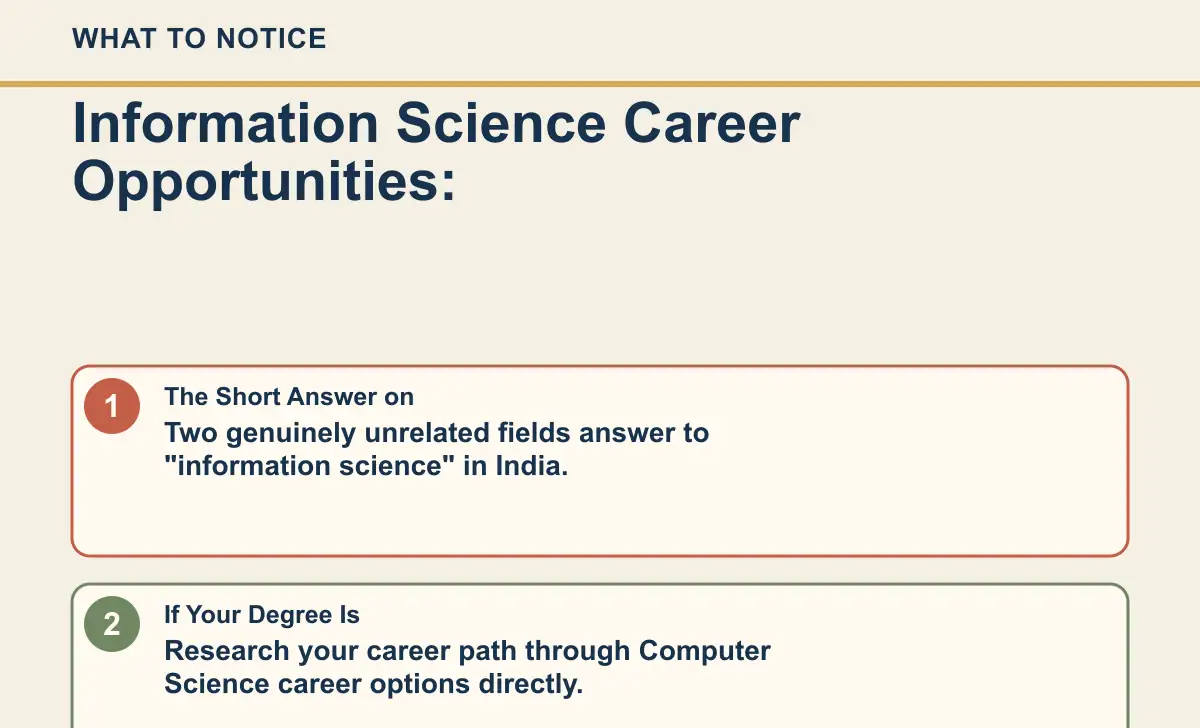 WHAT TO NOTICE
Information Science Career
Opportunities:
1
The Short Answer on
Two genuinely unrelated fields answer to
"information science" in India.
2
If Your Degree Is
Research your career path through Computer
Science career options directly.